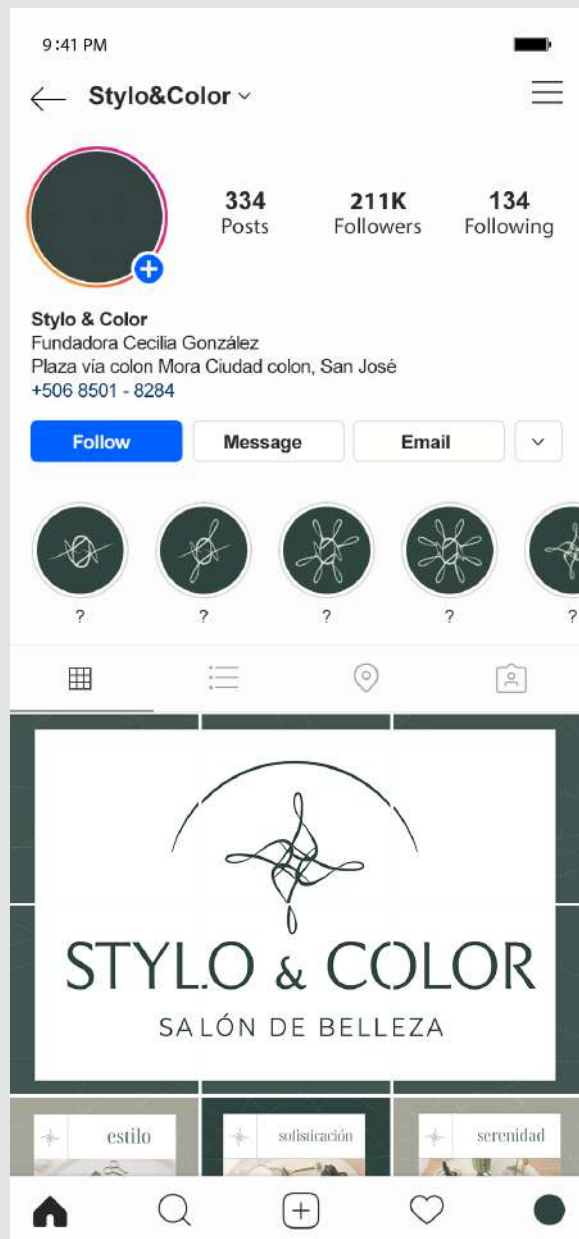 9:41 PM
Stylo&Color
334 211K 134
Posts Followers Following
Stylo & Color
Fundadora Cecilia González
Plaza vía colon Mora Ciudad colon, San José
+506 8501 - 8284
Follow Message Email
? ? ? ? ?
STYLO & COLOR
SALÓN DE BELLEZA
estilo sofisticación serenidad